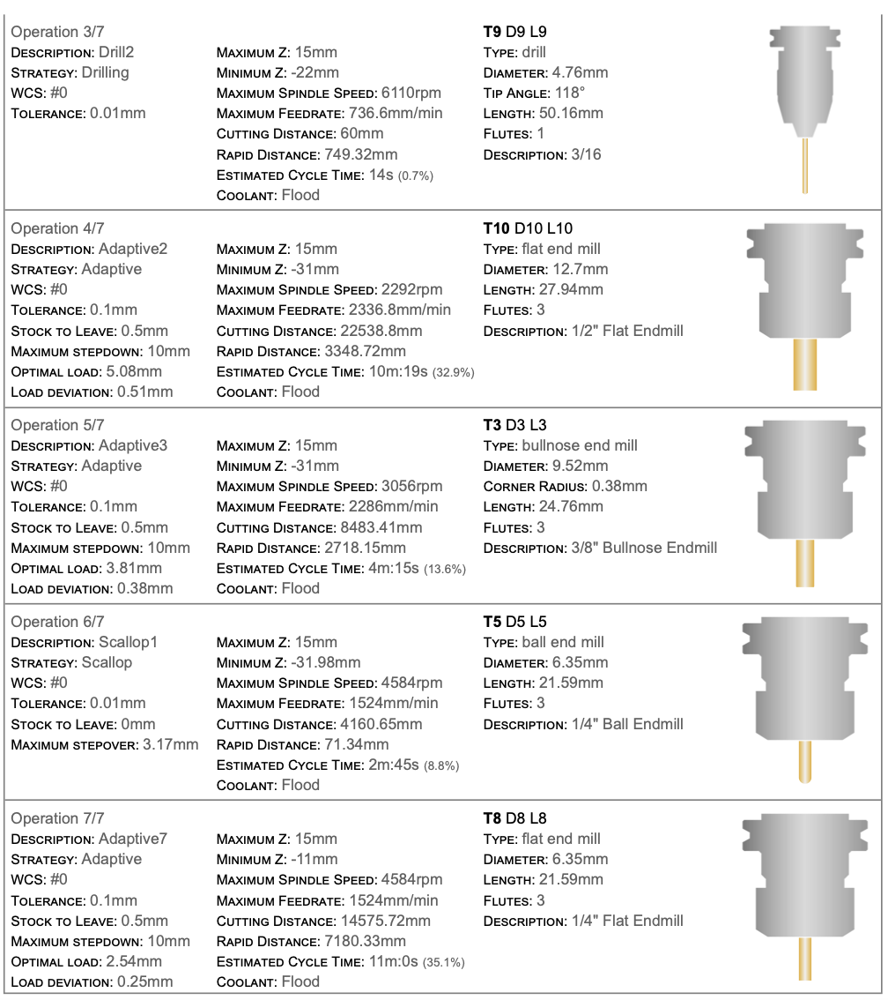 Operation 3/7
DESCRIPTION: Drill2
STRATEGY: Drilling
WCS: #0
TOLERANCE: 0.01mm
MAXIMUM Z: 15mm
MINIMUM Z: -22mm
MAXIMUM SPINDLE SPEED: 6110rpm
MAXIMUM FEEDRATE: 736.6mm/min
CUTTING DISTANCE: 60mm
RAPID DISTANCE: 749.32mm
ESTIMATED CYCLE TIME: 14s (0.7%)
COOLANT: Flood
T9 D9 L9
TYPE: drill
DIAMETER: 4.76mm
TIP ANGLE: 118°
LENGTH: 50.16mm
FLUTES: 1
DESCRIPTION: 3/16
Operation 4/7
DESCRIPTION: Adaptive2
STRATEGY: Adaptive
WCS: #0
TOLERANCE: 0.1mm
STOCK TO LEAVE: 0.5mm
MAXIMUM STEPDOWN: 10mm
OPTIMAL LOAD: 5.08mm
LOAD DEVIATION: 0.51mm
MAXIMUM Z: 15mm
MINIMUM Z: -31mm
MAXIMUM SPINDLE SPEED: 2292rpm
MAXIMUM FEEDRATE: 2336.8mm/min
CUTTING DISTANCE: 22538.8mm
RAPID DISTANCE: 3348.72mm
ESTIMATED CYCLE TIME: 10m:19s (32.9%)
COOLANT: Flood
T10 D10 L10
TYPE: flat end mill
DIAMETER: 12.7mm
LENGTH: 27.94mm
FLUTES: 3
DESCRIPTION: 1/2" Flat Endmill
Operation 5/7
DESCRIPTION: Adaptive3
STRATEGY: Adaptive
WCS: #0
TOLERANCE: 0.1mm
STOCK TO LEAVE: 0.5mm
MAXIMUM STEPDOWN: 10mm
OPTIMAL LOAD: 3.81mm
LOAD DEVIATION: 0.38mm
MAXIMUM Z: 15mm
MINIMUM Z: -31mm
MAXIMUM SPINDLE SPEED: 3056rpm
MAXIMUM FEEDRATE: 2286mm/min
CUTTING DISTANCE: 8483.41mm
RAPID DISTANCE: 2718.15mm
ESTIMATED CYCLE TIME: 4m:15s (13.6%)
COOLANT: Flood
T3 D3 L3
TYPE: bullnose end mill
DIAMETER: 9.52mm
CORNER RADIUS: 0.38mm
LENGTH: 24.76mm
FLUTES: 3
DESCRIPTION: 3/8" Bullnose Endmill
Operation 6/7
DESCRIPTION: Scallop1
STRATEGY: Scallop
WCS: #0
TOLERANCE: 0.01mm
STOCK TO LEAVE: 0mm
MAXIMUM STEPOVER: 3.17mm
MAXIMUM Z: 15mm
MINIMUM Z: -31.98mm
MAXIMUM SPINDLE SPEED: 4584rpm
MAXIMUM FEEDRATE: 1524mm/min
CUTTING DISTANCE: 4160.65mm
RAPID DISTANCE: 71.34mm
ESTIMATED CYCLE TIME: 2m:45s (8.8%)
COOLANT: Flood
T5 D5 L5
TYPE: ball end mill
DIAMETER: 6.35mm
LENGTH: 21.59mm
FLUTES: 3
DESCRIPTION: 1/4" Ball Endmill
Operation 7/7
DESCRIPTION: Adaptive7
STRATEGY: Adaptive
WCS: #0
TOLERANCE: 0.1mm
STOCK TO LEAVE: 0.5mm
MAXIMUM STEPDOWN: 10mm
OPTIMAL LOAD: 2.54mm
LOAD DEVIATION: 0.25mm
MAXIMUM Z: 15mm
MINIMUM Z: -11mm
MAXIMUM SPINDLE SPEED: 4584rpm
MAXIMUM FEEDRATE: 1524mm/min
CUTTING DISTANCE: 14575.72mm
RAPID DISTANCE: 7180.33mm
ESTIMATED CYCLE TIME: 11m:0s (35.1%)
COOLANT: Flood
T8 D8 L8
TYPE: flat end mill
DIAMETER: 6.35mm
LENGTH: 21.59mm
FLUTES: 3
DESCRIPTION: 1/4" Flat Endmill